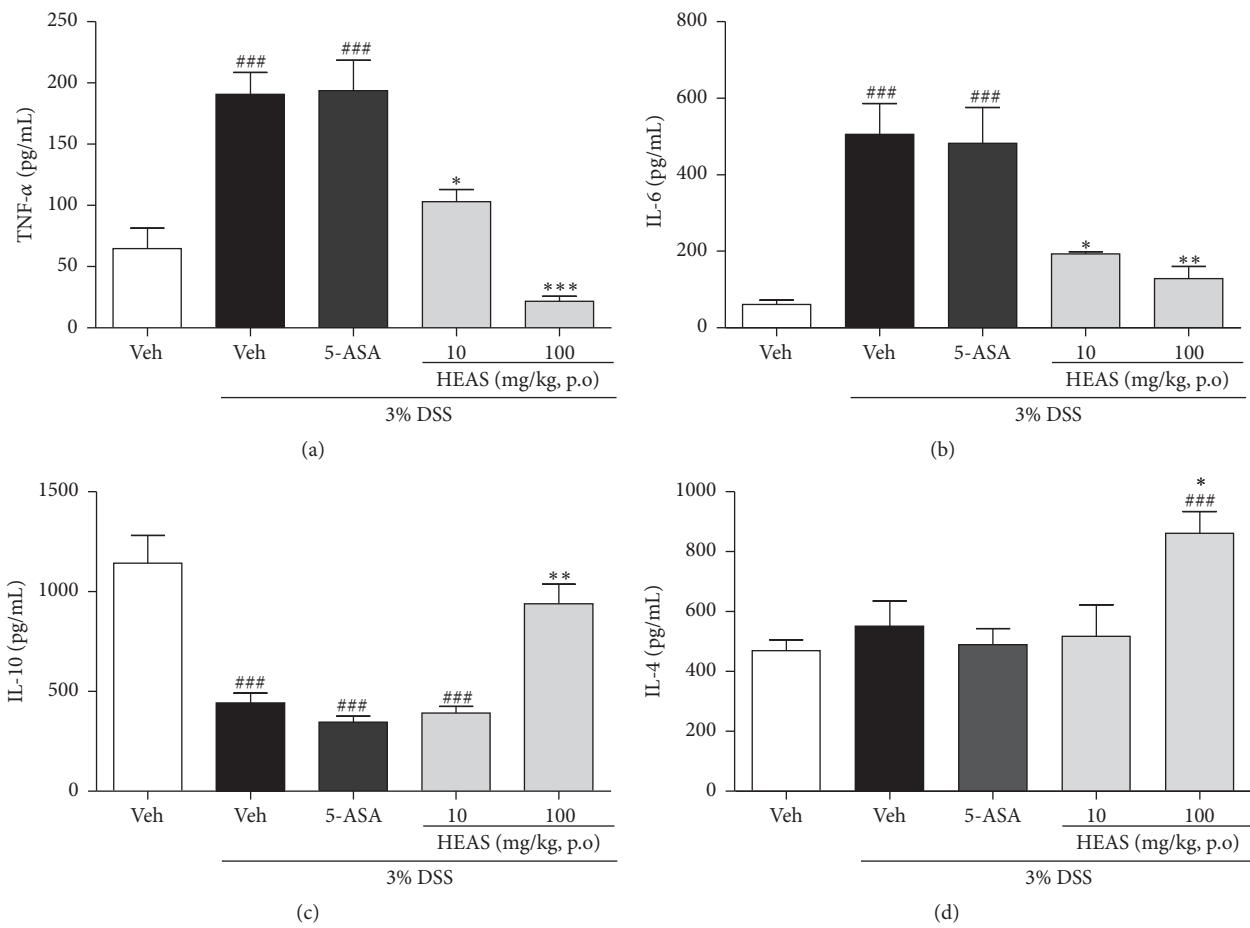 250
200
150
100
50
0
TNF-α (pg/mL)
###
###
*
***
Veh
Veh
5-ASA
10
100
HEAS (mg/kg, p.o)
3% DSS
(a)
800
600
400
200
0
IL-6 (pg/mL)
###
###
*
**
Veh
Veh
5-ASA
10
100
HEAS (mg/kg, p.o)
3% DSS
(b)
1500
1000
500
0
IL-10 (pg/mL)
###
###
###
**
Veh
Veh
5-ASA
10
100
HEAS (mg/kg, p.o)
3% DSS
(c)
1000
800
600
400
200
0
IL-4 (pg/mL)
*
###
Veh
Veh
5-ASA
10
100
HEAS (mg/kg, p.o)
3% DSS
(d)